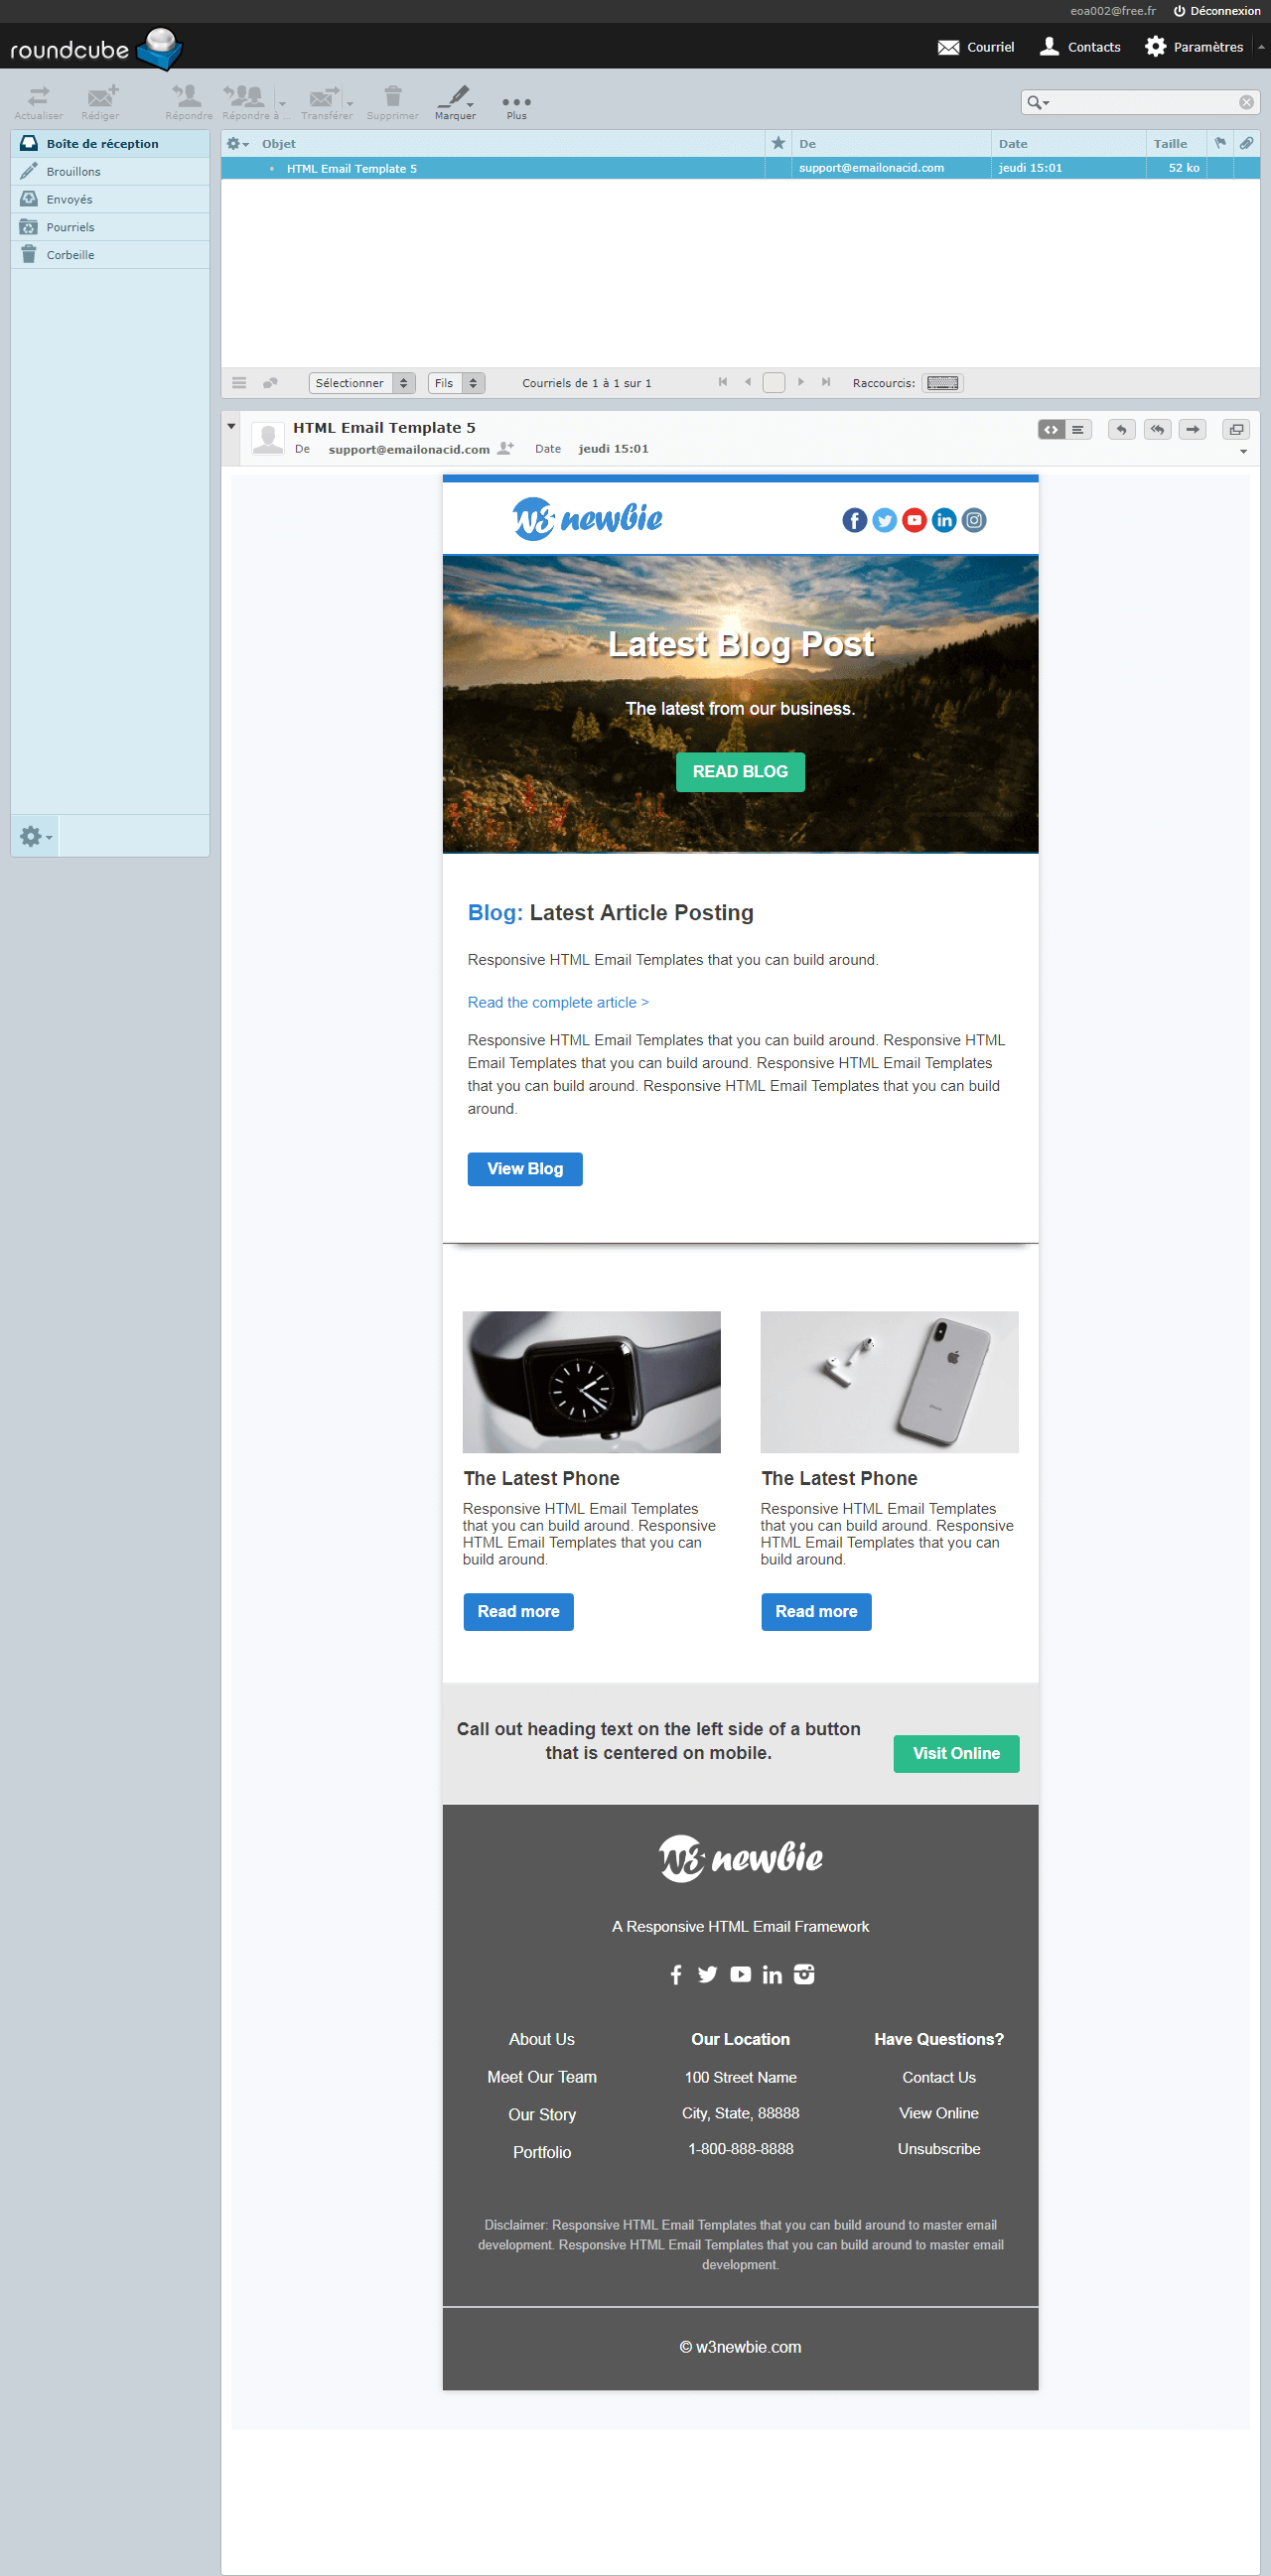 eoa002@free.fr Déconnexion
roundcube Courriel Contacts Paramètres
Actualiser Rédiger Répondre Répondre à ... Transférer Supprimer Marquer Plus
Boîte de réception
Brouillons
Envoyés
Pourriels
Corbeille
Objet De Date Taille
HTML Email Template 5 support@emailonacid.com jeudi 15:01 52 ko
Sélectionner Fils Courriels de 1 à 1 sur 1 Raccourcis:
HTML Email Template 5
De support@emailonacid.com Date jeudi 15:01
w3 newbie
Latest Blog Post
The latest from our business.
READ BLOG
Blog: Latest Article Posting
Responsive HTML Email Templates that you can build around.
Read the complete article >
Responsive HTML Email Templates that you can build around. Responsive HTML
Email Templates that you can build around. Responsive HTML Email Templates
that you can build around. Responsive HTML Email Templates that you can build
around.
View Blog
The Latest Phone
Responsive HTML Email Templates
that you can build around. Responsive
HTML Email Templates that you can
build around.
Read more
iPhone
The Latest Phone
Responsive HTML Email Templates
that you can build around. Responsive
HTML Email Templates that you can
build around.
Read more
Call out heading text on the left side of a button
that is centered on mobile.
Visit Online
w3 newbie
A Responsive HTML Email Framework
About Us
Meet Our Team
Our Story
Portfolio
Our Location
100 Street Name
City, State, 88888
1-800-888-8888
Have Questions?
Contact Us
View Online
Unsubscribe
Disclaimer: Responsive HTML Email Templates that you can build around to master email
development. Responsive HTML Email Templates that you can build around to master email
development.
© w3newbie.com